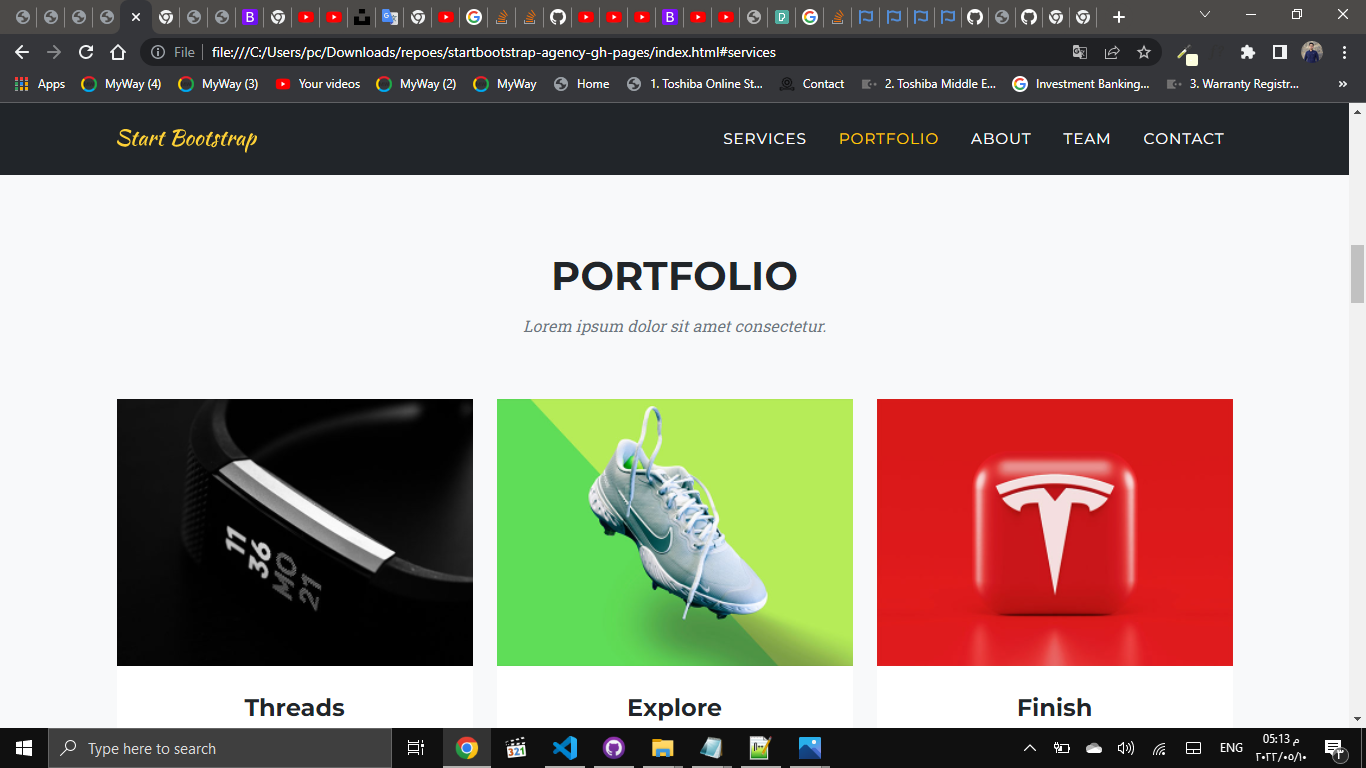 File file:///C:/Users/pc/Downloads/repoes/startbootstrap-agency-gh-pages/index.html#services
Apps MyWay (4) MyWay (3) Your videos MyWay (2) MyWay Home 1. Toshiba Online St... Contact 2. Toshiba Middle E... Investment Banking... 3. Warranty Registr... »
Start Bootstrap SERVICES PORTFOLIO ABOUT TEAM CONTACT
PORTFOLIO
Lorem ipsum dolor sit amet consectetur.
11
36
MO
21
Threads Explore Finish
Type here to search ENG 05:13 م
٢٠٢٢/٠٥/١٠
٣